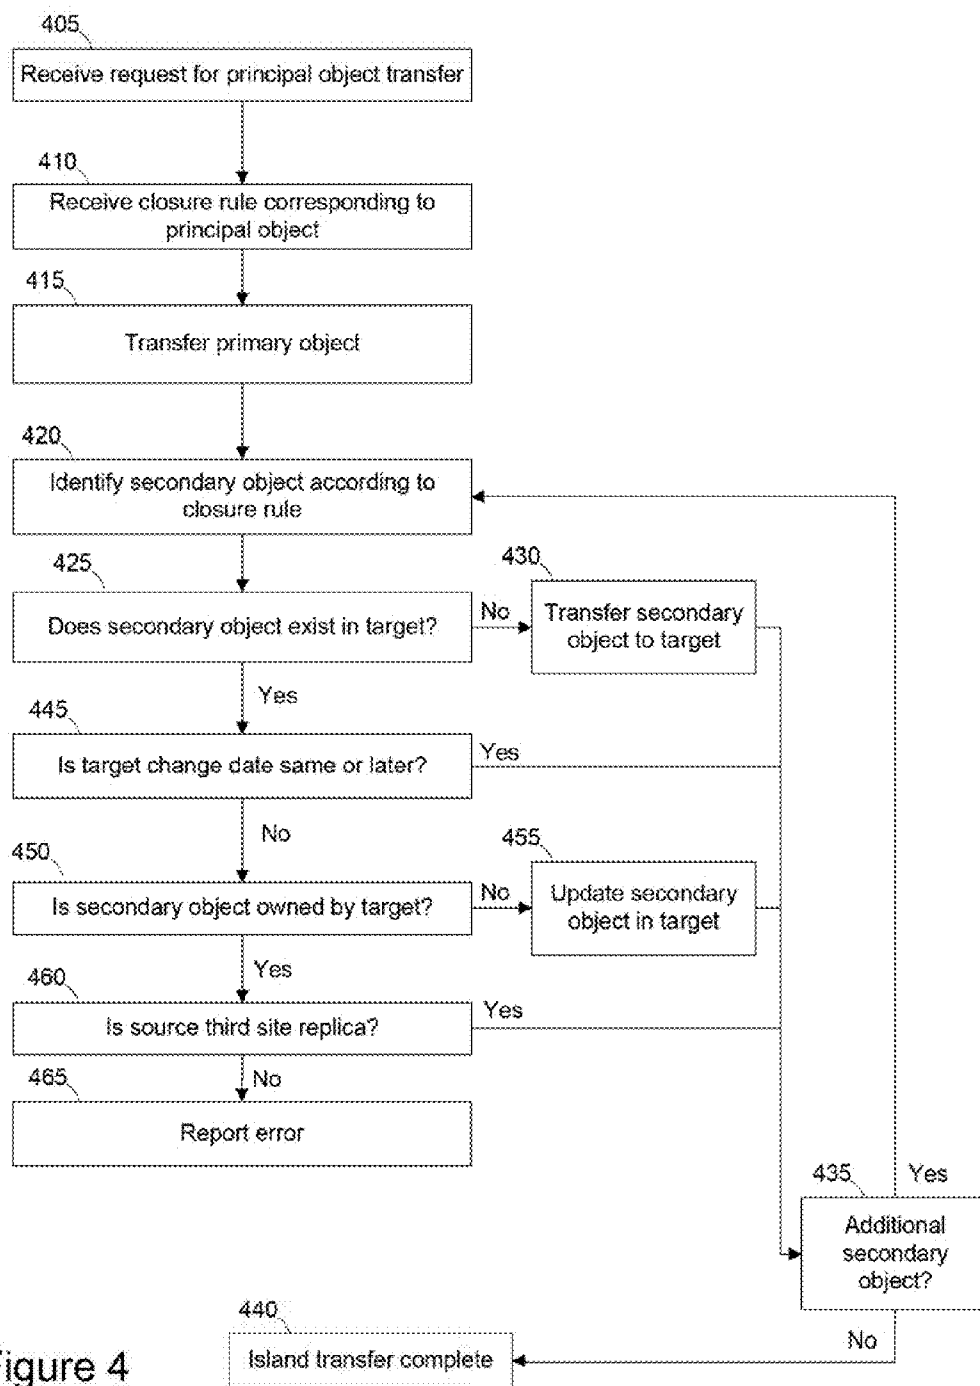 405
Receive request for principal object transfer
410
Receive closure rule corresponding to
principal object
415
Transfer primary object
420
Identify secondary object according to
closure rule
425
Does secondary object exist in target?
No
430
Transfer secondary
object to target
Yes
445
Is target change date same or later?
Yes
No
450
Is secondary object owned by target?
No
455
Update secondary
object in target
Yes
460
Is source third site replica?
Yes
No
465
Report error
435
Yes
Additional
secondary
object?
No
440
Island transfer complete
igure 4